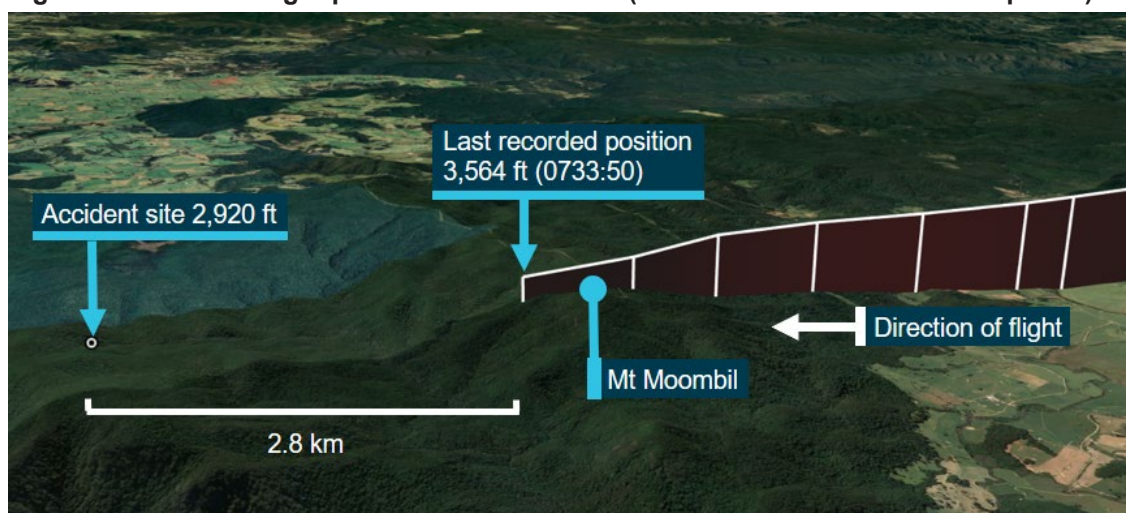 Last recorded position
3,564 ft (0733:50)
Accident site 2,920 ft
Direction of flight
Mt Moombil
2.8 km